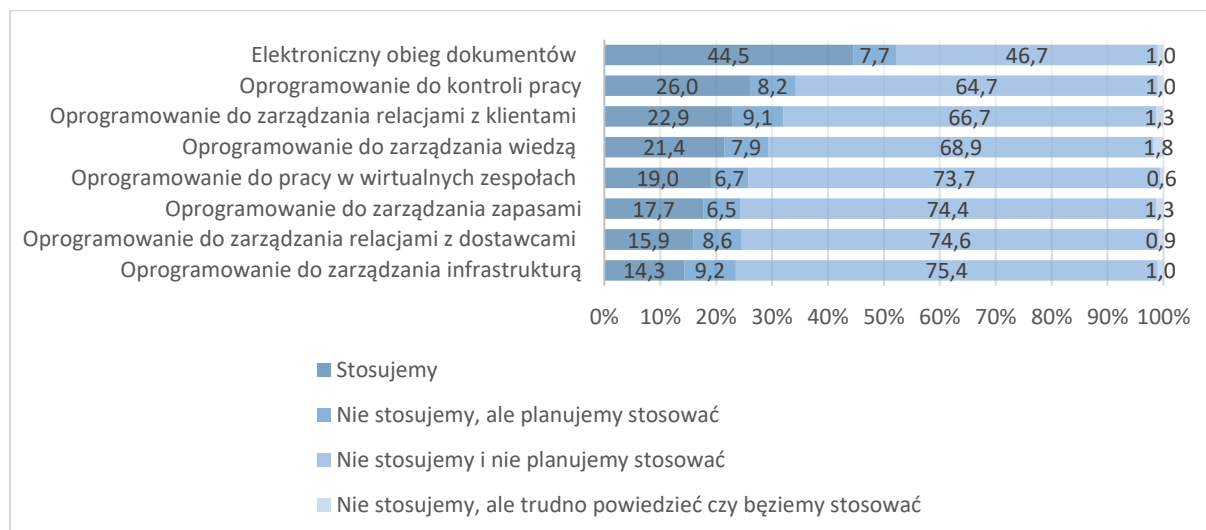 Elektroniczny obieg dokumentów 44,5 7,7 46,7 1,0
Oprogramowanie do kontroli pracy 26,0 8,2 64,7 1,0
Oprogramowanie do zarządzania relacjami z klientami 22,9 9,1 66,7 1,3
Oprogramowanie do zarządzania wiedzą 21,4 7,9 68,9 1,8
Oprogramowanie do pracy w wirtualnych zespołach 19,0 6,7 73,7 0,6
Oprogramowanie do zarządzania zapasami 17,7 6,5 74,4 1,3
Oprogramowanie do zarządzania relacjami z dostawcami 15,9 8,6 74,6 0,9
Oprogramowanie do zarządzania infrastrukturą 14,3 9,2 75,4 1,0
0% 10% 20% 30% 40% 50% 60% 70% 80% 90% 100%
Stosujemy
Nie stosujemy, ale planujemy stosować
Nie stosujemy i nie planujemy stosować
Nie stosujemy, ale trudno powiedzieć czy bęziemy stosować